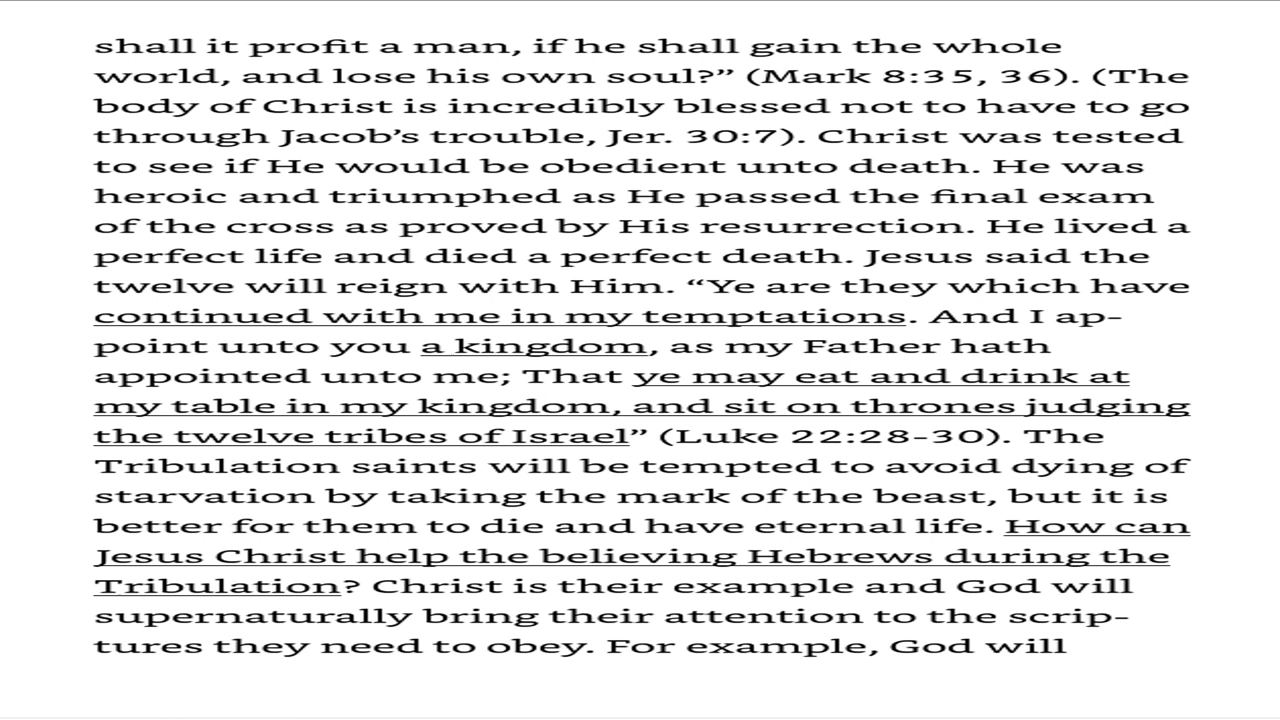 shall it profit a man, if he shall gain the whole
world, and lose his own soul?” (Mark 8:35, 36). (The
body of Christ is incredibly blessed not to have to go
through Jacob’s trouble, Jer. 30:7). Christ was tested
to see if He would be obedient unto death. He was
heroic and triumphed as He passed the final exam
of the cross as proved by His resurrection. He lived a
perfect life and died a perfect death. Jesus said the
twelve will reign with Him. “Ye are they which have
continued with me in my temptations. And I ap-
point unto you a kingdom, as my Father hath
appointed unto me; That ye may eat and drink at
my table in my kingdom, and sit on thrones judging
the twelve tribes of Israel” (Luke 22:28-30). The
Tribulation saints will be tempted to avoid dying of
starvation by taking the mark of the beast, but it is
better for them to die and have eternal life. How can
Jesus Christ help the believing Hebrews during the
Tribulation? Christ is their example and God will
supernaturally bring their attention to the scrip-
tures they need to obey. For example, God will